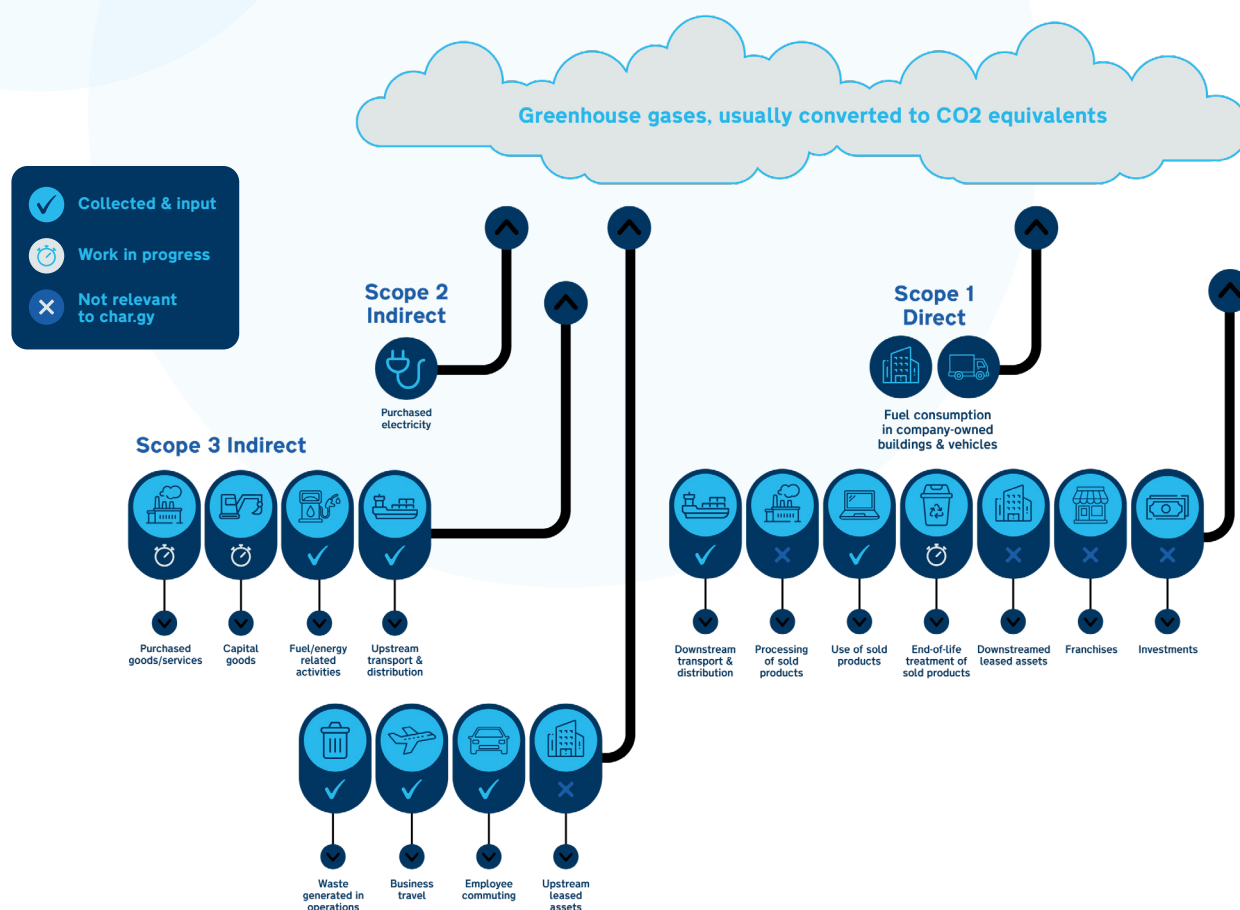 Greenhouse gases, usually converted to CO2 equivalents
Collected & input
Work in progress
Not relevant
to char.gy
Scope 2
Indirect
Purchased
electricity
Scope 1
Direct
Fuel consumption
in company-owned
buildings & vehicles
Scope 3 Indirect
Purchased
goods/services
Capital
goods
Fuel/energy
related
activities
Upstream
transport &
distribution
Downstream
transport &
distribution
Processing
of sold
products
Use of sold
products
End-of-life
treatment of
sold products
Downstreamed
leased assets
Franchises
Investments
Waste
generated in
operations
Business
travel
Employee
commuting
Upstream
leased
assets